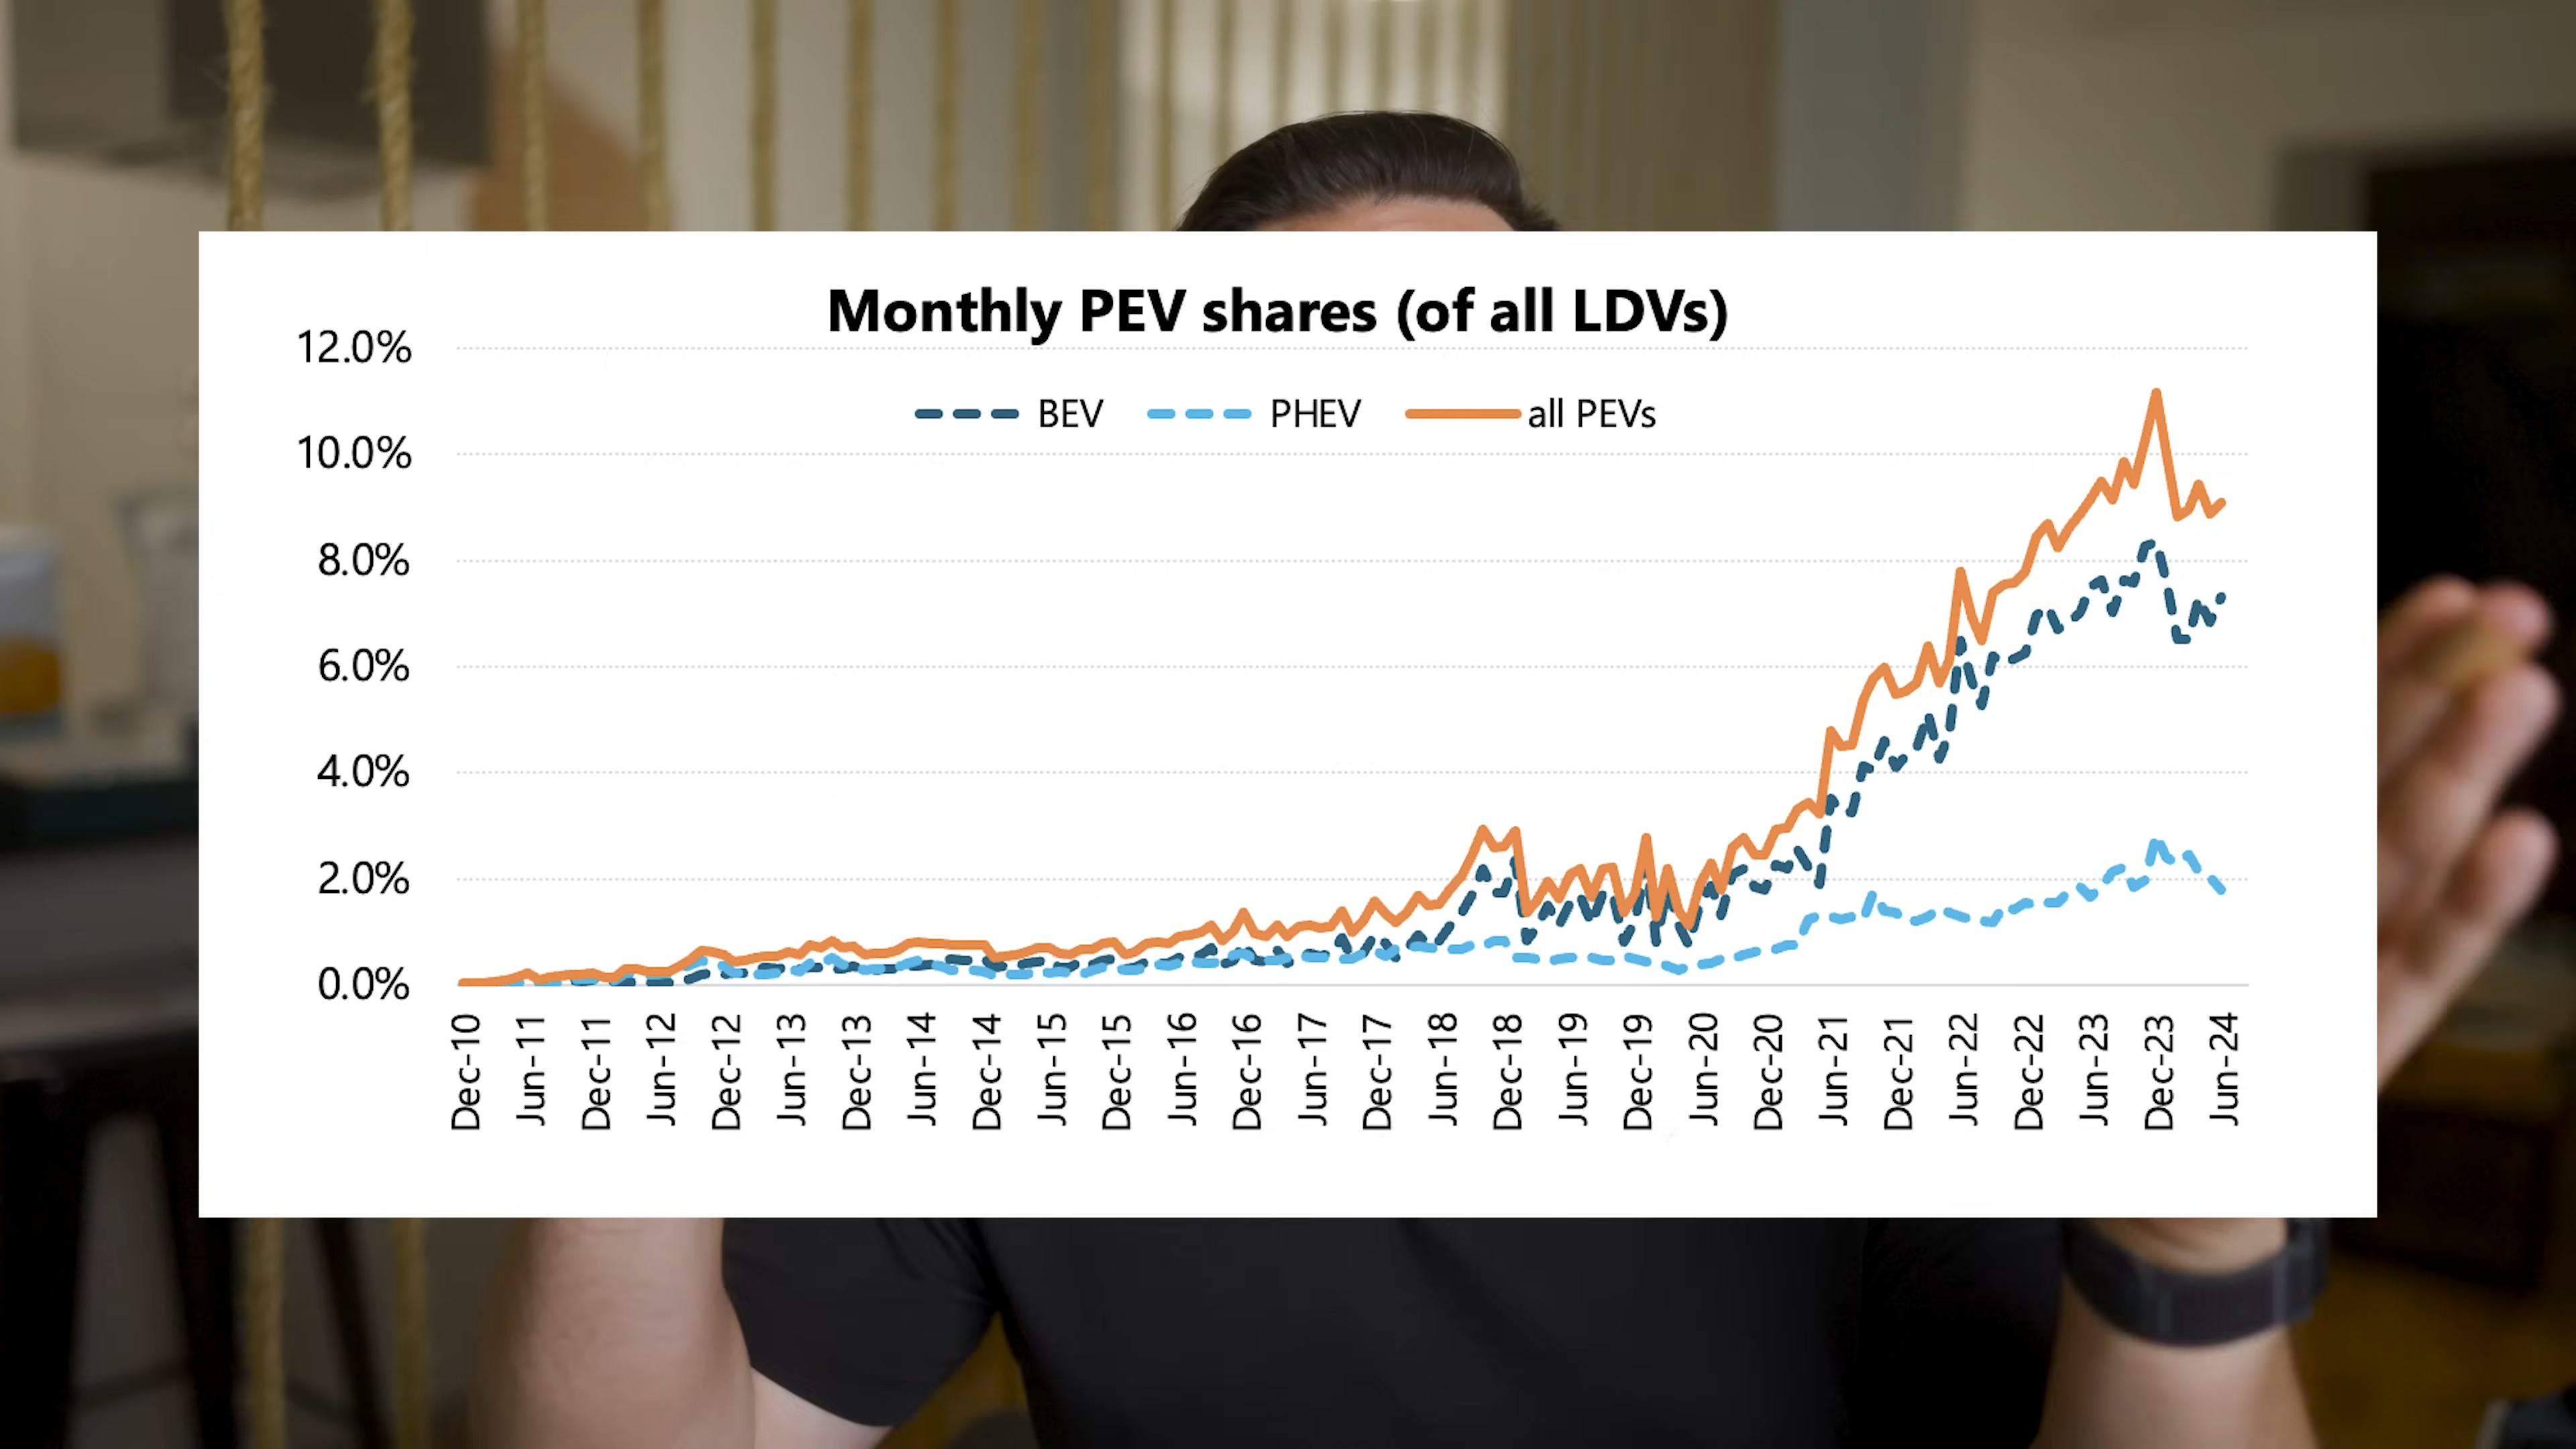 Monthly PEV shares (of all LDVs)
BEV PHEV all PEVs
12.0%
10.0%
8.0%
6.0%
4.0%
2.0%
0.0%
Dec-10 Jun-11 Dec-11 Jun-12 Dec-12 Jun-13 Dec-13 Jun-14 Dec-14 Jun-15 Dec-15 Jun-16 Dec-16 Jun-17 Dec-17 Jun-18 Dec-18 Jun-19 Dec-19 Jun-20 Dec-20 Jun-21 Dec-21 Jun-22 Dec-22 Jun-23 Dec-23 Jun-24